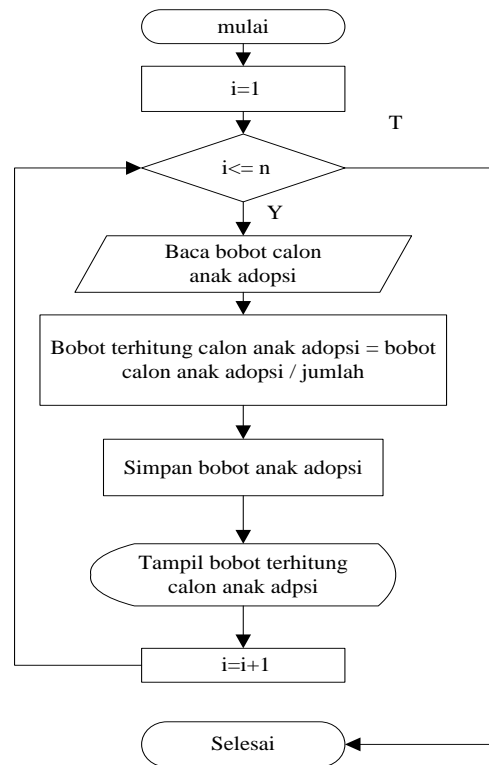 mulai
i=1
T
i<= n
Y
Baca bobot calon
anak adopsi
Bobot terhitung calon anak adopsi = bobot
calon anak adopsi / jumlah
Simpan bobot anak adopsi
Tampil bobot terhitung
calon anak adpsi
i=i+1
Selesai